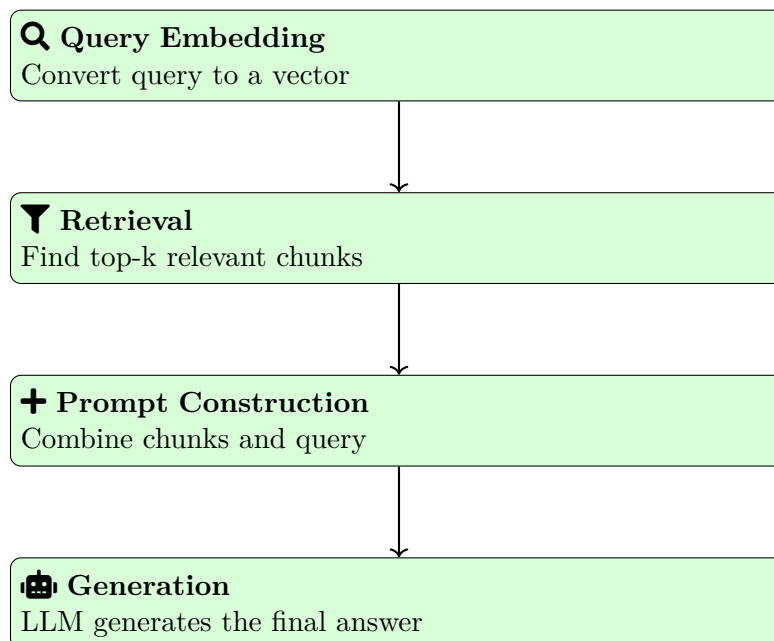 Query Embedding
Convert query to a vector
Retrieval
Find top-k relevant chunks
Prompt Construction
Combine chunks and query
Generation
LLM generates the final answer